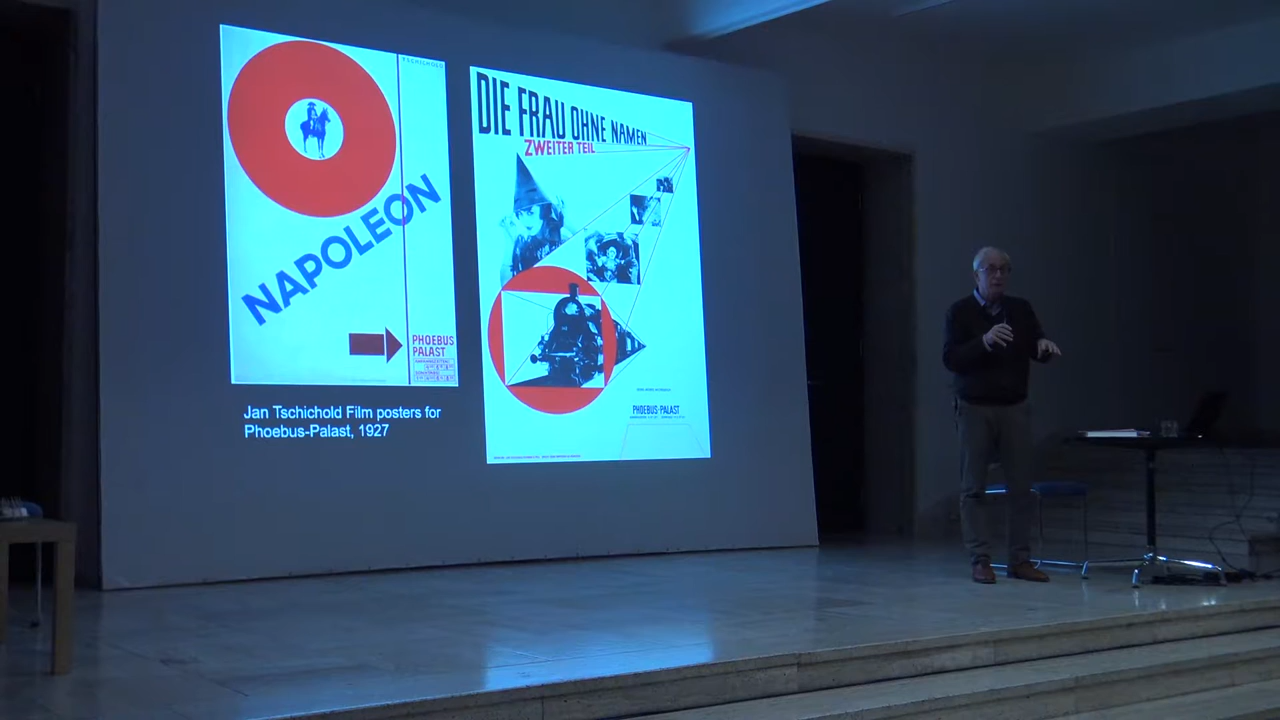 TSCHICHOLD
NAPOLEON
PHOEBUS
PALAST
DIE FRAU OHNE NAMEN
ZWEITER TEIL
PHOEBUS-PALAST
Jan Tschichold Film posters for
Phoebus-Palast, 1927